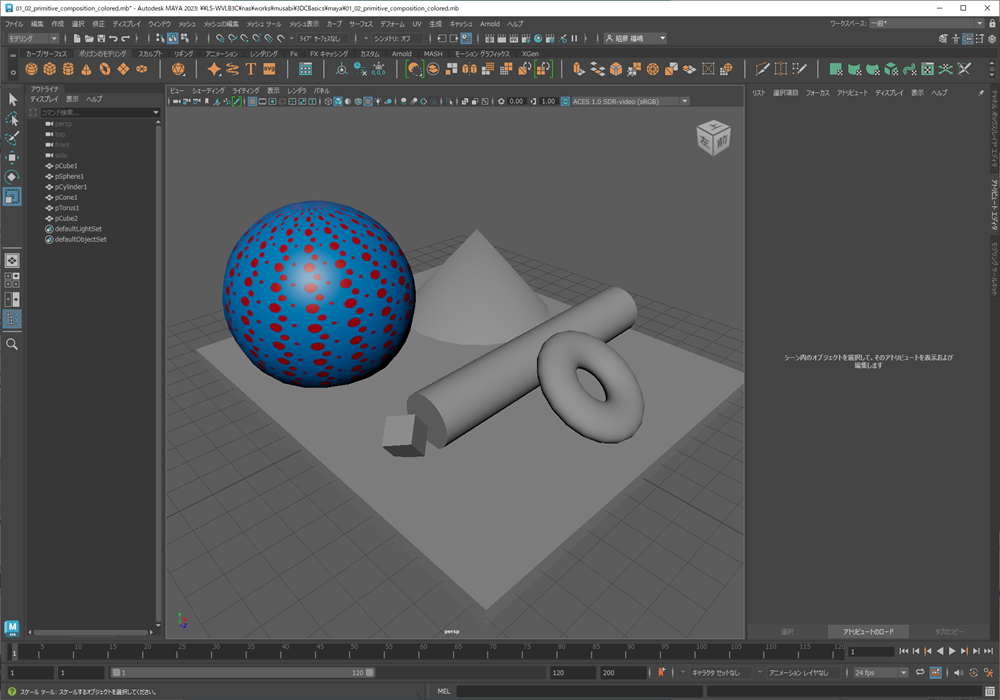 01_02_primitive_composition_colored.mb* - Autodesk MAYA 2023: ¥¥LS-WVLB3C¥nas¥works¥musabi¥3DCBasics¥maya¥01_02_primitive_composition_colored.mb
ファイル 編集 作成 選択 修正 ディスプレイ ウィンドウ メッシュ メッシュの編集 メッシュ ツール メッシュ表示 カーブ サーフェス デフォーム UV 生成 キャッシュ Arnold ヘルプ
ワークスペース: 一般*
モデリング
ライブ サーフェスなし
シンメトリ: オフ
カーブ/サーフェス ポリゴンのモデリング スカルプト リギング アニメーション レンダリング Fx FX キャッシング カスタム Arnold MASH モーション グラフィックス XGen
アウトライナ
ディスプレイ 表示 ヘルプ
ビュー シェーディング ライティング 表示 レンダラ パネル
リスト 選択項目 フォーカス アトリビュート ディスプレイ 表示 ヘルプ
0.00 1.00 ACES 1.0 SDR-video (sRGB)
persp
top
front
side
pCube1
pSphere1
pCylinder1
pCone1
pTorus1
pCube2
defaultLightSet
defaultObjectSet
左 前
シーン内のオブジェクトを選択して、そのアトリビュートを表示および
編集します
アトリビュート エディタ
persp
選択 アトリビュートのロード タブのコピー
5 10 15 20 25 30 35 40 45 50 55 60 65 70 75 80 85 90 95 100 105 110 115 120
1
1
1 1 1 120 120 200
キャラクタ セットなし アニメーション レイヤなし 24 fps
スケール ツール: スケールするオブジェクトを選択してください。
MEL